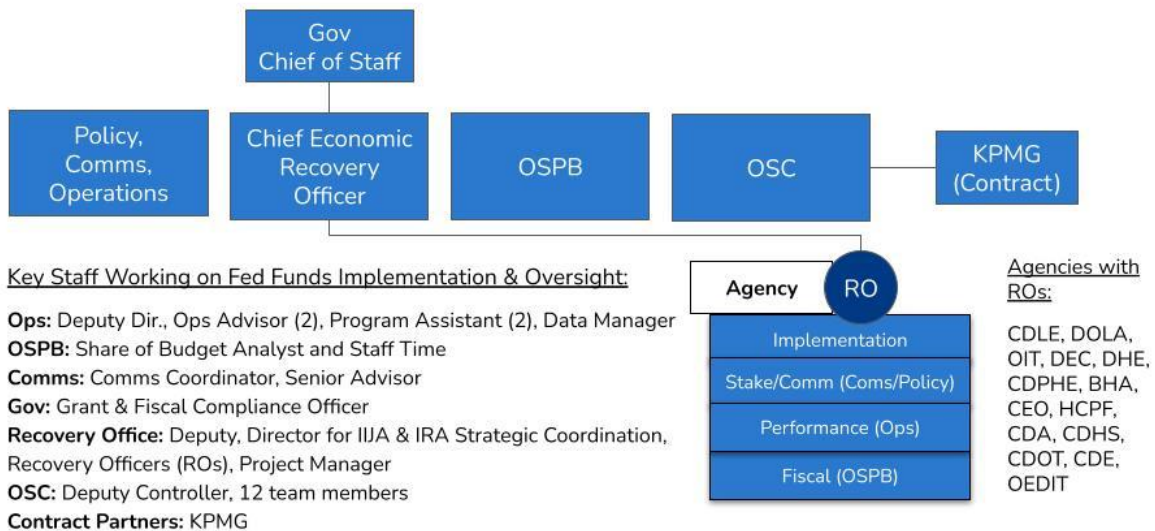 Gov
Chief of Staff
Policy,
Comms,
Operations
Chief Economic
Recovery
Officer
OSPB
OSC
KPMG
(Contract)
Key Staff Working on Fed Funds Implementation & Oversight:
Ops: Deputy Dir., Ops Advisor (2), Program Assistant (2), Data Manager
OSPB: Share of Budget Analyst and Staff Time
Comms: Comms Coordinator, Senior Advisor
Gov: Grant & Fiscal Compliance Officer
Recovery Office: Deputy, Director for IIJA & IRA Strategic Coordination,
Recovery Officers (ROs), Project Manager
OSC: Deputy Controller, 12 team members
Contract Partners: KPMG
Agency
RO
Implementation
Stake/Comm (Coms/Policy)
Performance (Ops)
Fiscal (OSPB)
Agencies with
ROs:
CDLE, DOLA,
OIT, DEC, DHE,
CDPHE, BHA,
CEO, HCPF,
CDA, CDHS,
CDOT, CDE,
OEDIT